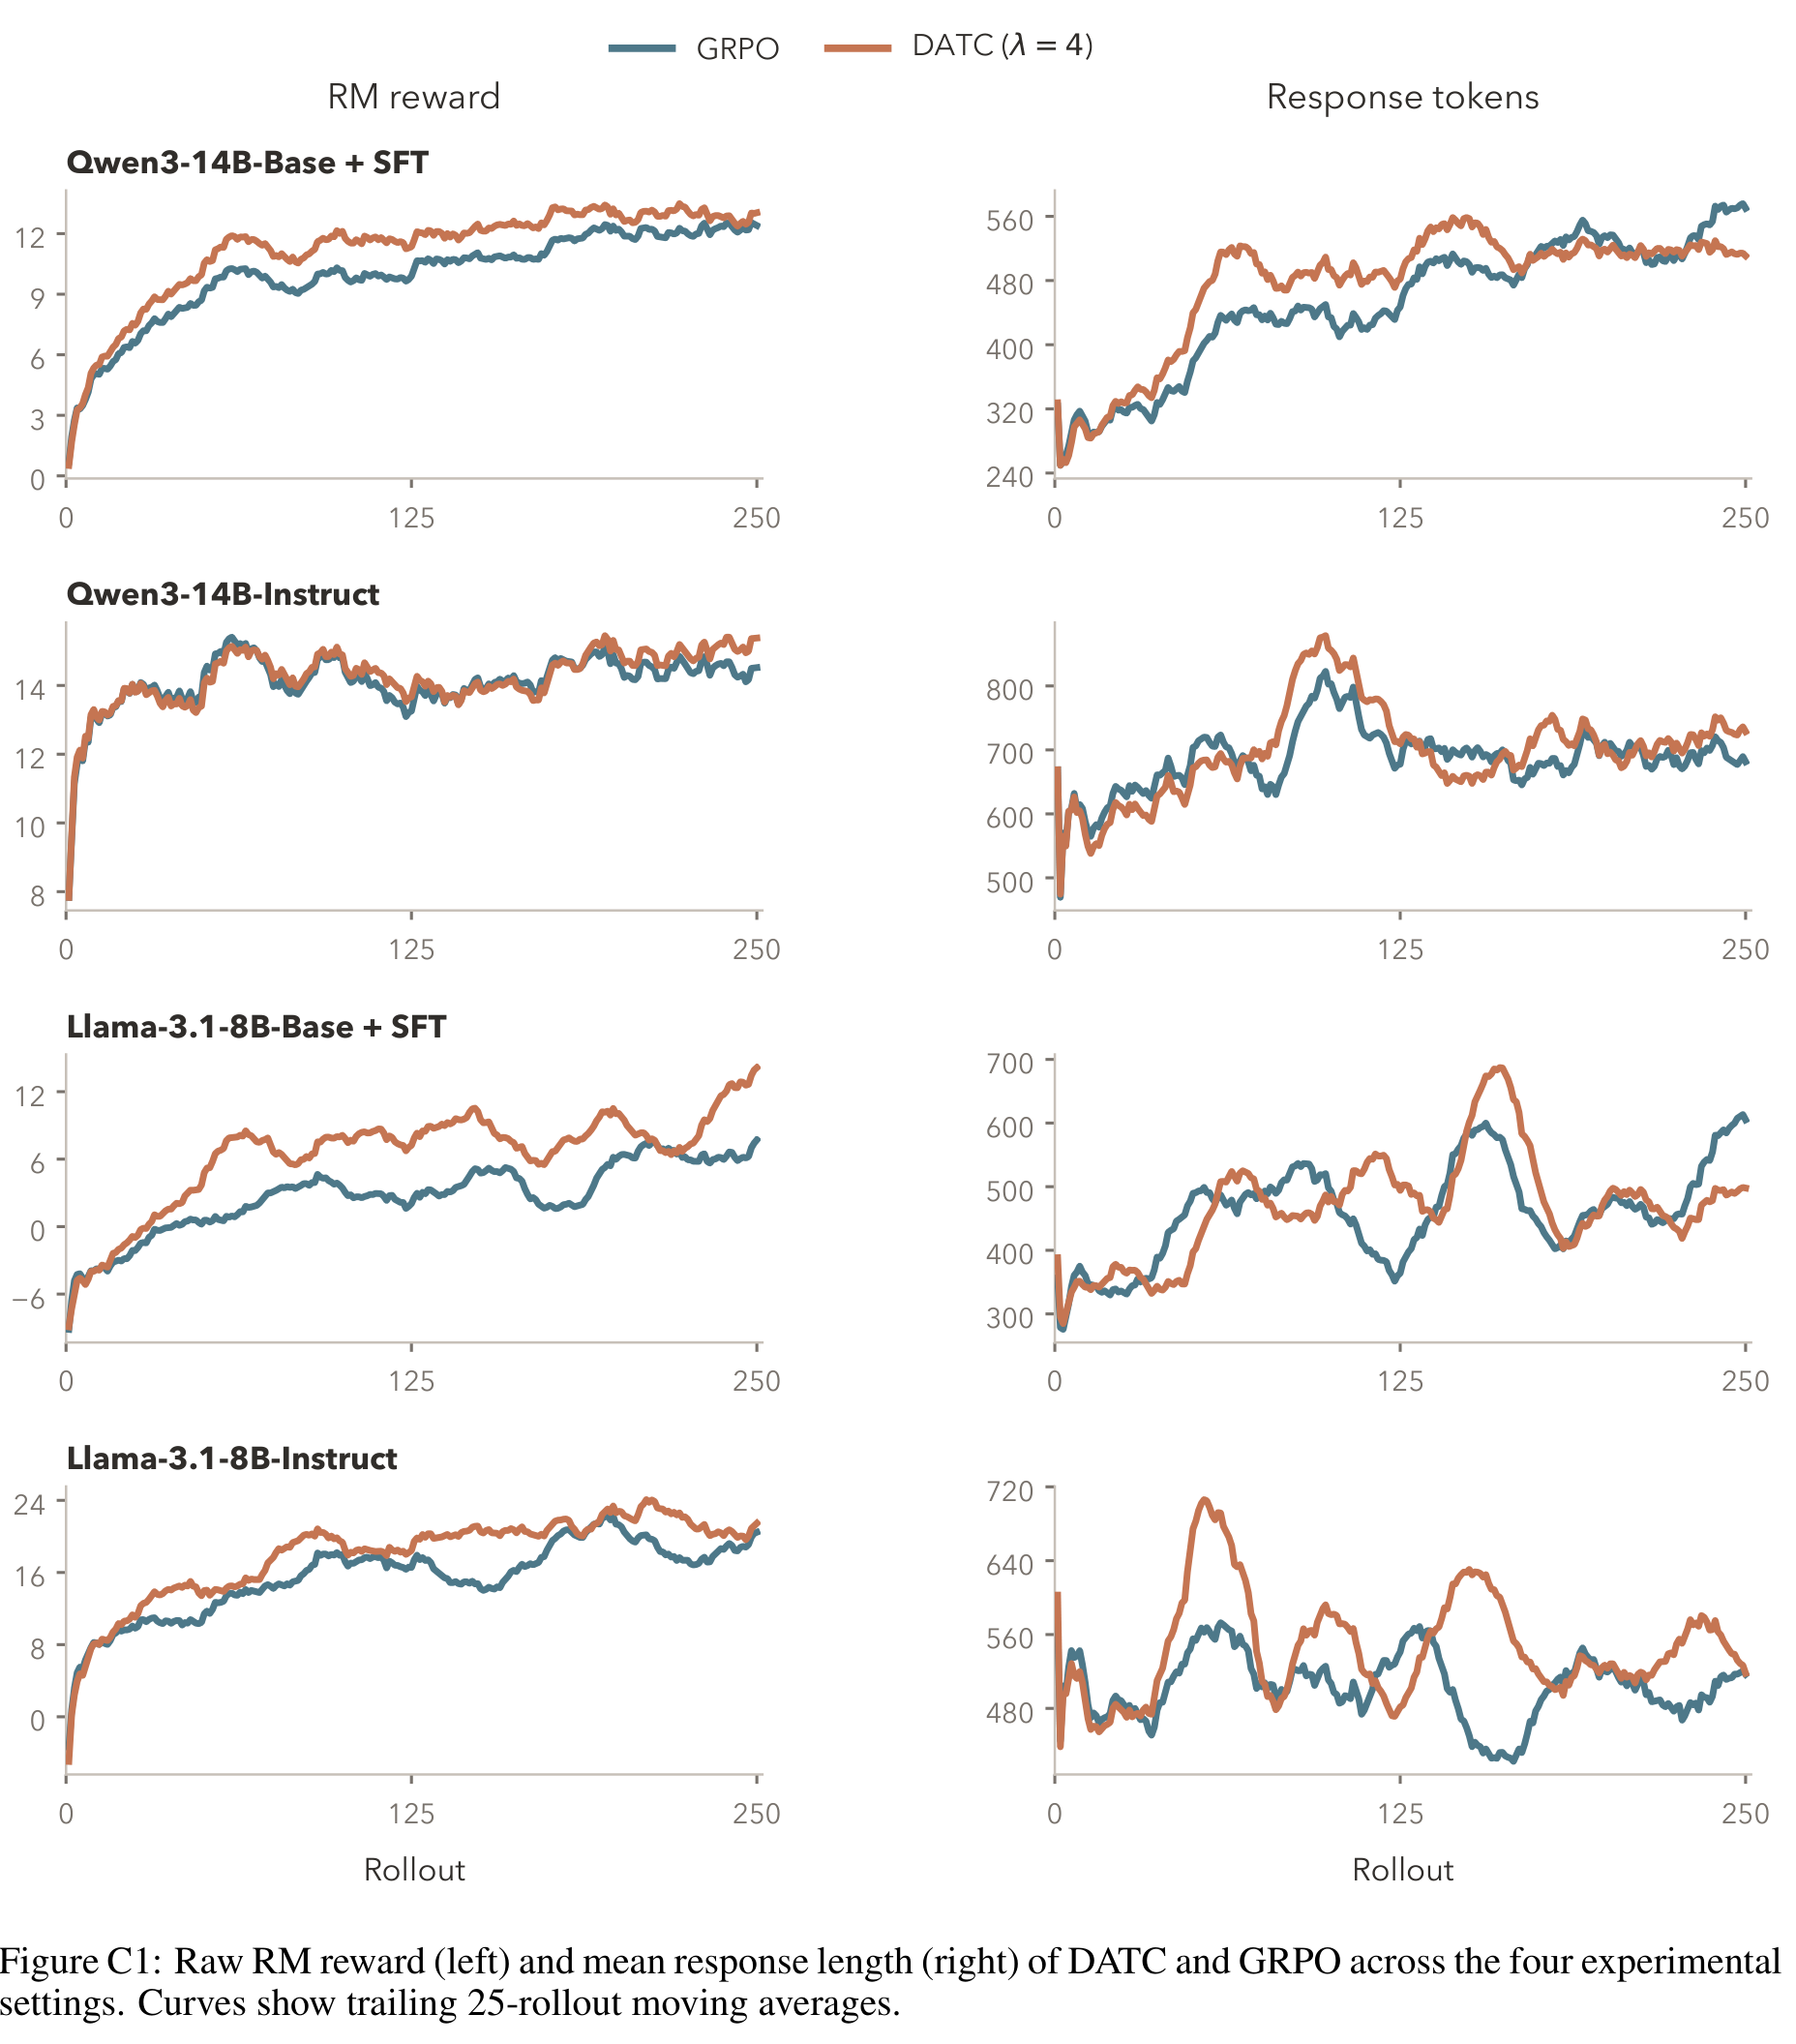 GRPO DATC (λ = 4)
RM reward Response tokens
Qwen3-14B-Base + SFT
12
9
6
3
0
0 125 250
560
480
400
320
240
0 125 250
Qwen3-14B-Instruct
14
12
10
8
0 125 250
800
700
600
500
0 125 250
Llama-3.1-8B-Base + SFT
12
6
0
−6
0 125 250
700
600
500
400
300
0 125 250
Llama-3.1-8B-Instruct
24
16
8
0
0 125 250
Rollout
720
640
560
480
0 125 250
Rollout
Figure C1: Raw RM reward (left) and mean response length (right) of DATC and GRPO across the four experimental
settings. Curves show trailing 25-rollout moving averages.